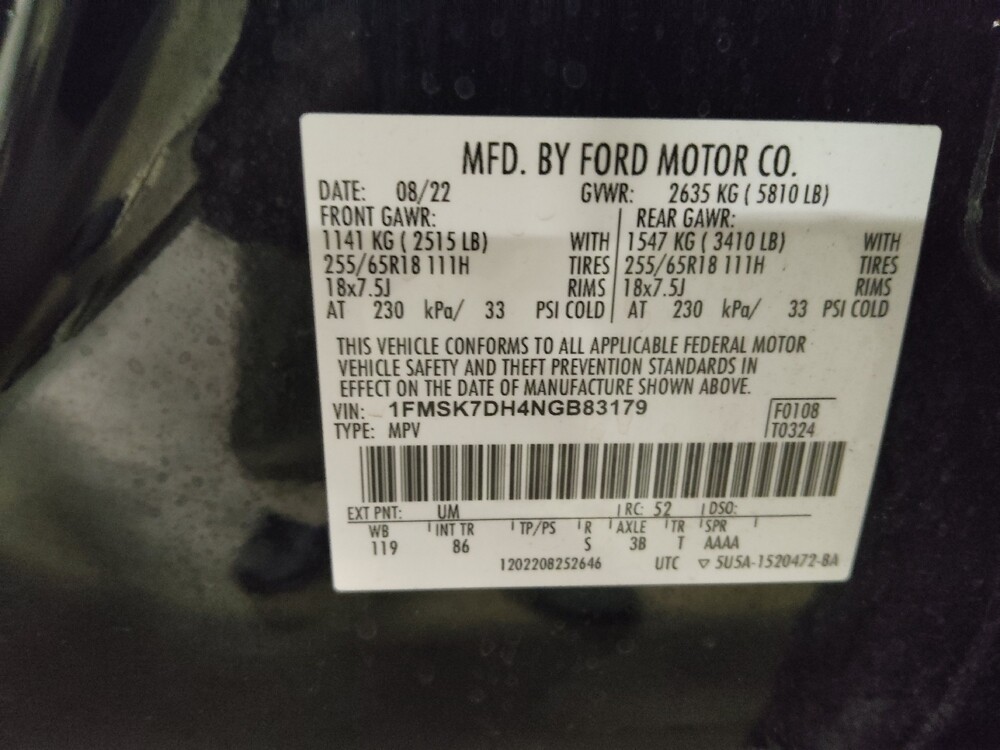 MFD. BY FORD MOTOR CO.
DATE: 08/22 GVWR: 2635 KG ( 5810 LB)
FRONT GAWR: REAR GAWR:
1141 KG ( 2515 LB) WITH 1547 KG ( 3410 LB) WITH
255/65R18 111H TIRES 255/65R18 111H TIRES
18x7.5J RIMS 18x7.5J RIMS
AT 230 kPa/ 33 PSI COLD AT 230 kPa/ 33 PSI COLD
THIS VEHICLE CONFORMS TO ALL APPLICABLE FEDERAL MOTOR
VEHICLE SAFETY AND THEFT PREVENTION STANDARDS IN
EFFECT ON THE DATE OF MANUFACTURE SHOWN ABOVE.
VIN: 1FMSK7DH4NGB83179 F0108
TYPE: MPV T0324
EXT PNT: UM RC: 52 DSO:
WB INT TR TP/PS R AXLE TR SPR
119 86 S 3B T AAAA
1202208252646 UTC ▽ 5U5A-1520472-BA